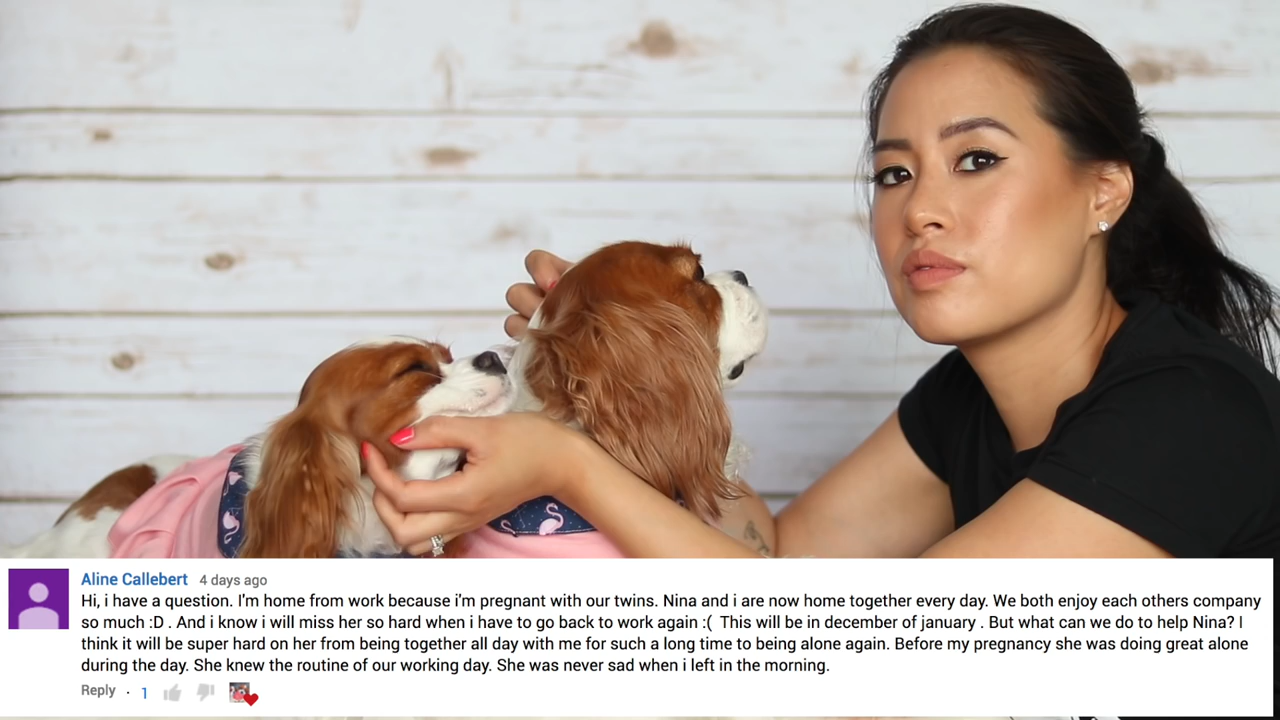 Aline Callebert 4 days ago
Hi, i have a question. I'm home from work because i'm pregnant with our twins. Nina and i are now home together every day. We both enjoy each others company
so much :D . And i know i will miss her so hard when i have to go back to work again :( This will be in december of january . But what can we do to help Nina? I
think it will be super hard on her from being together all day with me for such a long time to being alone again. Before my pregnancy she was doing great alone
during the day. She knew the routine of our working day. She was never sad when i left in the morning.
Reply · 1